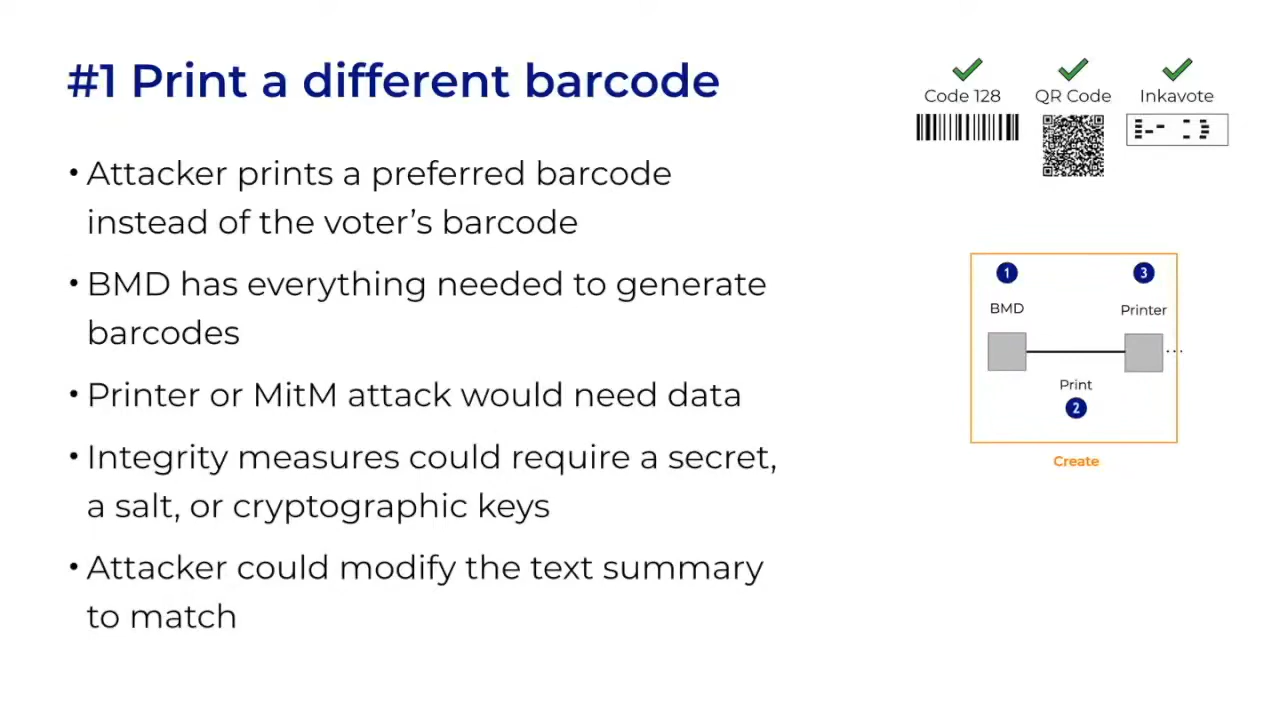 #1 Print a different barcode
• Attacker prints a preferred barcode
instead of the voter’s barcode
• BMD has everything needed to generate
barcodes
• Printer or MitM attack would need data
• Integrity measures could require a secret,
a salt, or cryptographic keys
• Attacker could modify the text summary
to match
Code 128
QR Code
Inkavote
1
3
BMD
Printer
Print
2
Create